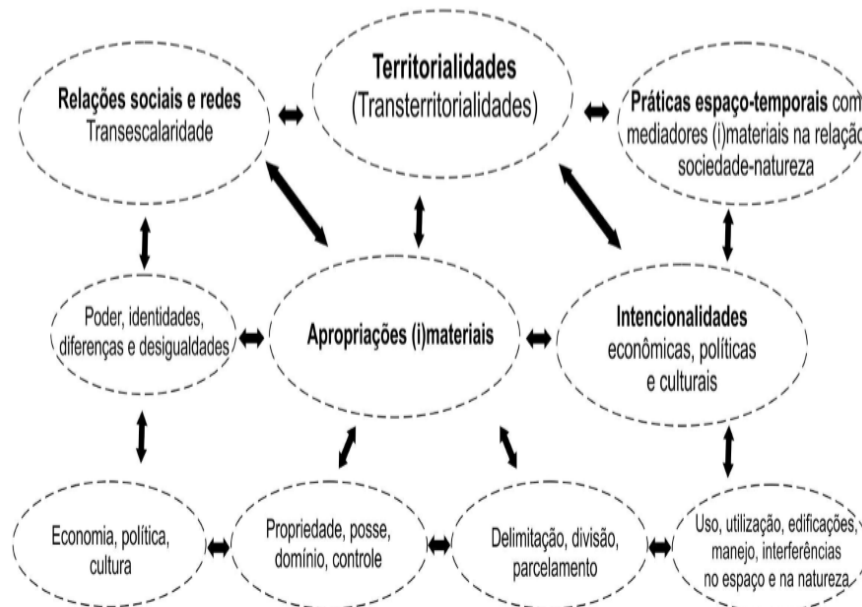 Relações sociais e redes
Transescalaridade
Territorialidades
(Transterritorialidades)
Práticas espaço-temporais com
mediadores (i)materiais na relação
sociedade-natureza
Poder, identidades,
diferenças e desigualdades
Apropriações (i)materiais
Intencionalidades
econômicas, políticas
e culturais
Economia, política,
cultura
Propriedade, posse,
domínio, controle
Delimitação, divisão,
parcelamento
Uso, utilização, edificações,
manejo, interferências
no espaço e na natureza